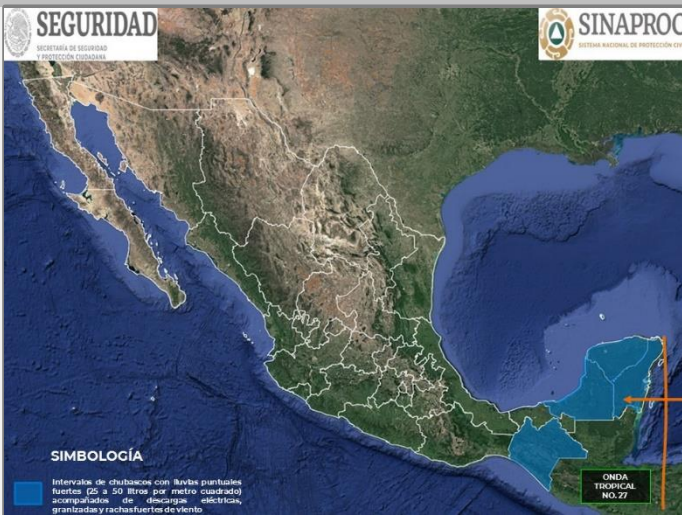 SEGURIDAD
SECRETARÍA DE SEGURIDAD
Y PROTECCIÓN CIUDADANA
SINAPROC
SISTEMA NACIONAL DE PROTECCIÓN CIV
SIMBOLOGÍA
Intervalos de chubascos con lluvias puntuales
fuertes (25 a 50 litros por metro cuadrado)
acompañados de descargas eléctricas,
granizadas y rachas fuertes de viento
ONDA
TROPICAL
NO. 27